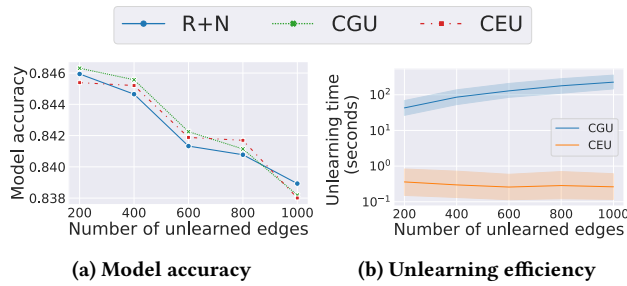 R+N CGU CEU
0.846
0.844
0.842
0.840
0.838
Model accuracy
200 400 600 800 1000
Number of unlearned edges
(a) Model accuracy
Unlearning time
(seconds)
10²
10¹
10⁰
10⁻¹
CGU
CEU
200 400 600 800 1000
Number of unlearned edges
(b) Unlearning efficiency